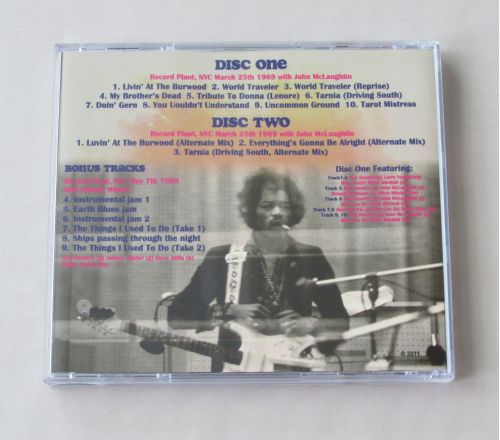 DISC ONE
Record Plant, NYC March 25th 1969 with John McLaughlin
1. Livin' At The Burwood 2. World Traveler 3. World Traveler (Reprise)
4. My Brother's Dead 5. Tribute To Donna (Lenore) 6. Tarnia (Driving South)
7. Doin' Gern 8. You Uouldn't Understand 9. Uncommon Ground 10. Tarot Mistress
DISC TWO
Record Plant, NYC March 25th 1969 with John McLaughlin
1. Luvin' At The Burwood (Alternate Mix) 2. Everything's Gonna Be Alright (Alternate Mix)
3. Tarnia (Driving South, Alternate Mix)
BONUS TRACKS
7th 1969
4. Instrumental jam 1
5. Earth Blues jam
6. Instrumental jam 2
7. The Things I Used To Do (Take 1)
8. Ships passing through the night
9. The Things I Used To Do (Take 2)
Disc One Featuring:
© 2011